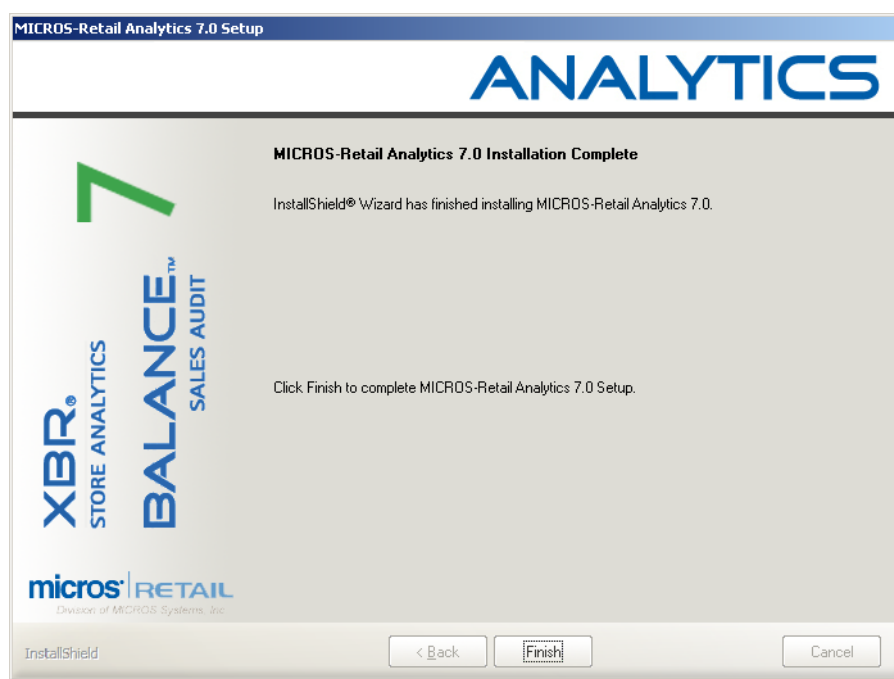 MICROS-Retail Analytics 7.0 Setup
ANALYTICS
7
XBR®
STORE ANALYTICS
BALANCE™
SALES AUDIT
micros® RETAIL
Division of MICROS Systems, Inc.
MICROS-Retail Analytics 7.0 Installation Complete
InstallShield® Wizard has finished installing MICROS-Retail Analytics 7.0.
Click Finish to complete MICROS-Retail Analytics 7.0 Setup.
InstallShield
< Back Finish Cancel